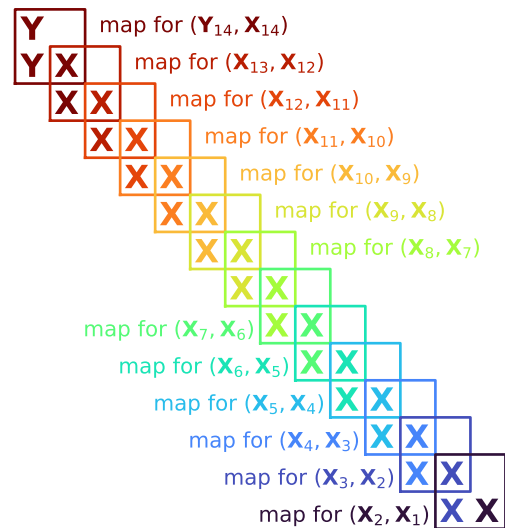 Y map for (Y₁₄, X₁₄)
Y X map for (X₁₃, X₁₂)
X X map for (X₁₂, X₁₁)
X X map for (X₁₁, X₁₀)
X X map for (X₁₀, X₉)
X X map for (X₉, X₈)
X X map for (X₈, X₇)
X X
map for (X₇, X₆) X X
map for (X₆, X₅) X X
map for (X₅, X₄) X X
map for (X₄, X₃) X X
map for (X₃, X₂) X X
map for (X₂, X₁) X X